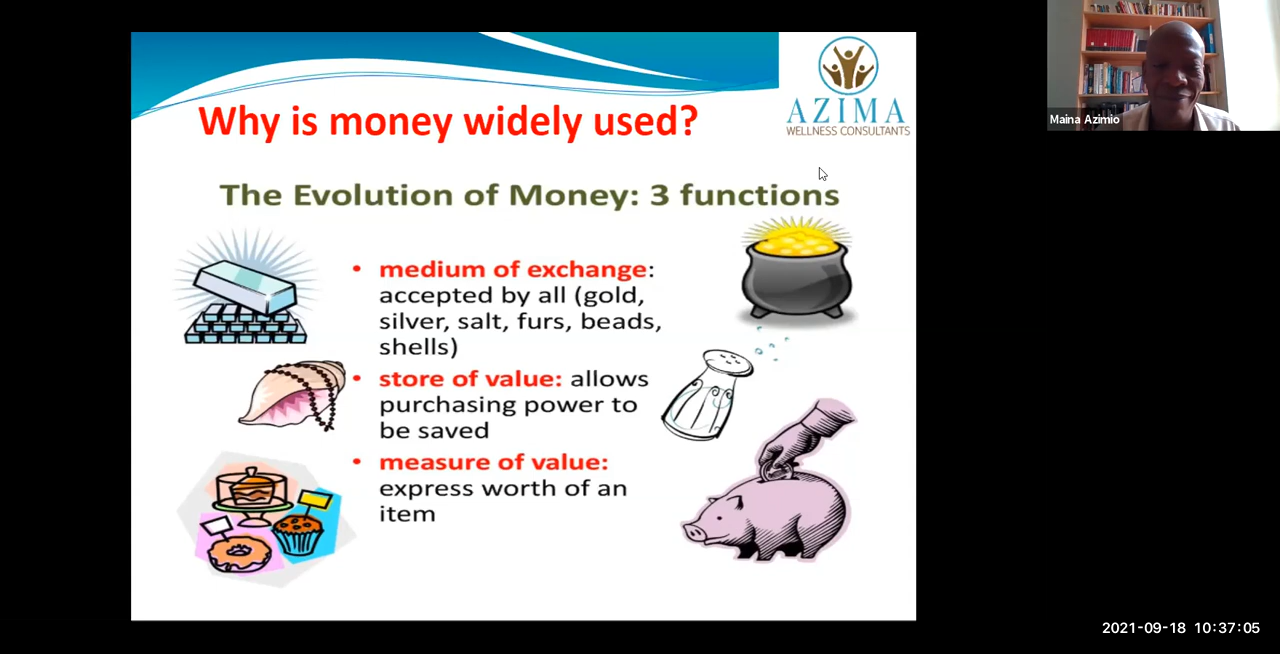 Why is money widely used?
AZIMA
WELLNESS CONSULTANTS
Maina Azimio
The Evolution of Money: 3 functions
• medium of exchange:
accepted by all (gold,
silver, salt, furs, beads,
shells)
• store of value: allows
purchasing power to
be saved
• measure of value:
express worth of an
item
2021-09-18 10:37:05